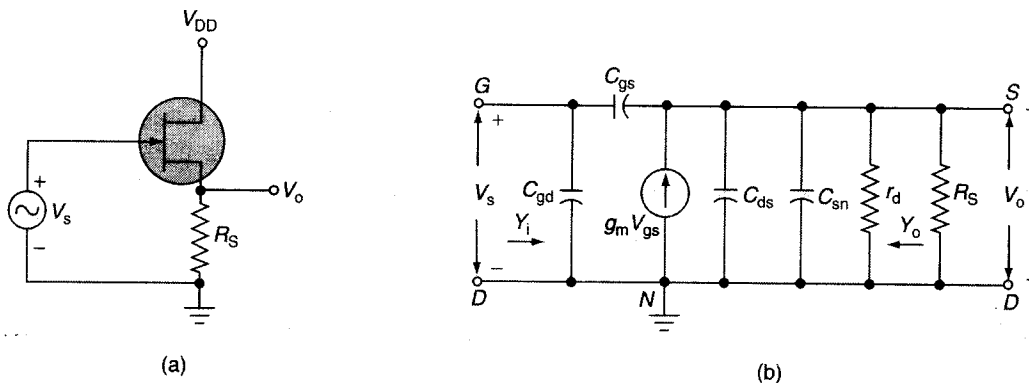 V_DD
+
V_s
−
V_o
R_S
(a)
G
C_gs
S
+
V_s
C_gd
Y_i
g_m V_gs
C_ds
C_sn
r_d
Y_o
R_S
V_o
−
D
N
D
(b)